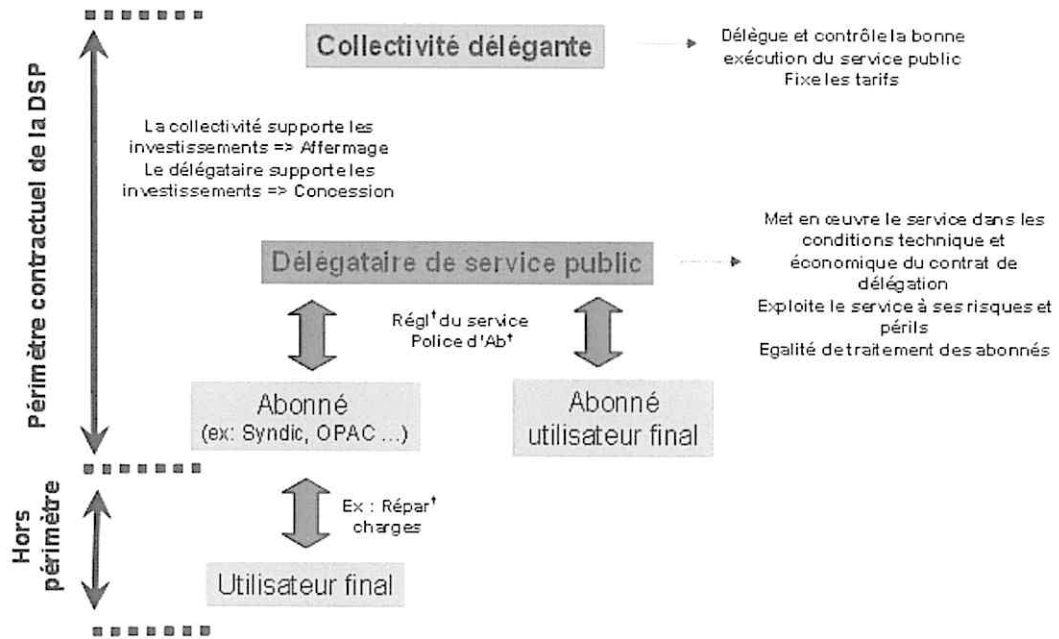 Collectivité délégante
Délègue et contrôle la bonne
exécution du service public
Fixe les tarifs
Périmètre contractuel de la DSP
La collectivité supporte les
investissements => Affermage
Le délégataire supporte les
investissements => Concession
Délégataire de service public
Met en œuvre le service dans les
conditions technique et
économique du contrat de
délégation
Exploite le service à ses risques et
périls
Egalité de traitement des abonnés
Régl† du service
Police d'Ab†
Abonné
(ex: Syndic, OPAC ...)
Abonné
utilisateur final
Hors
périmètre
Ex : Répar†
charges
Utilisateur final